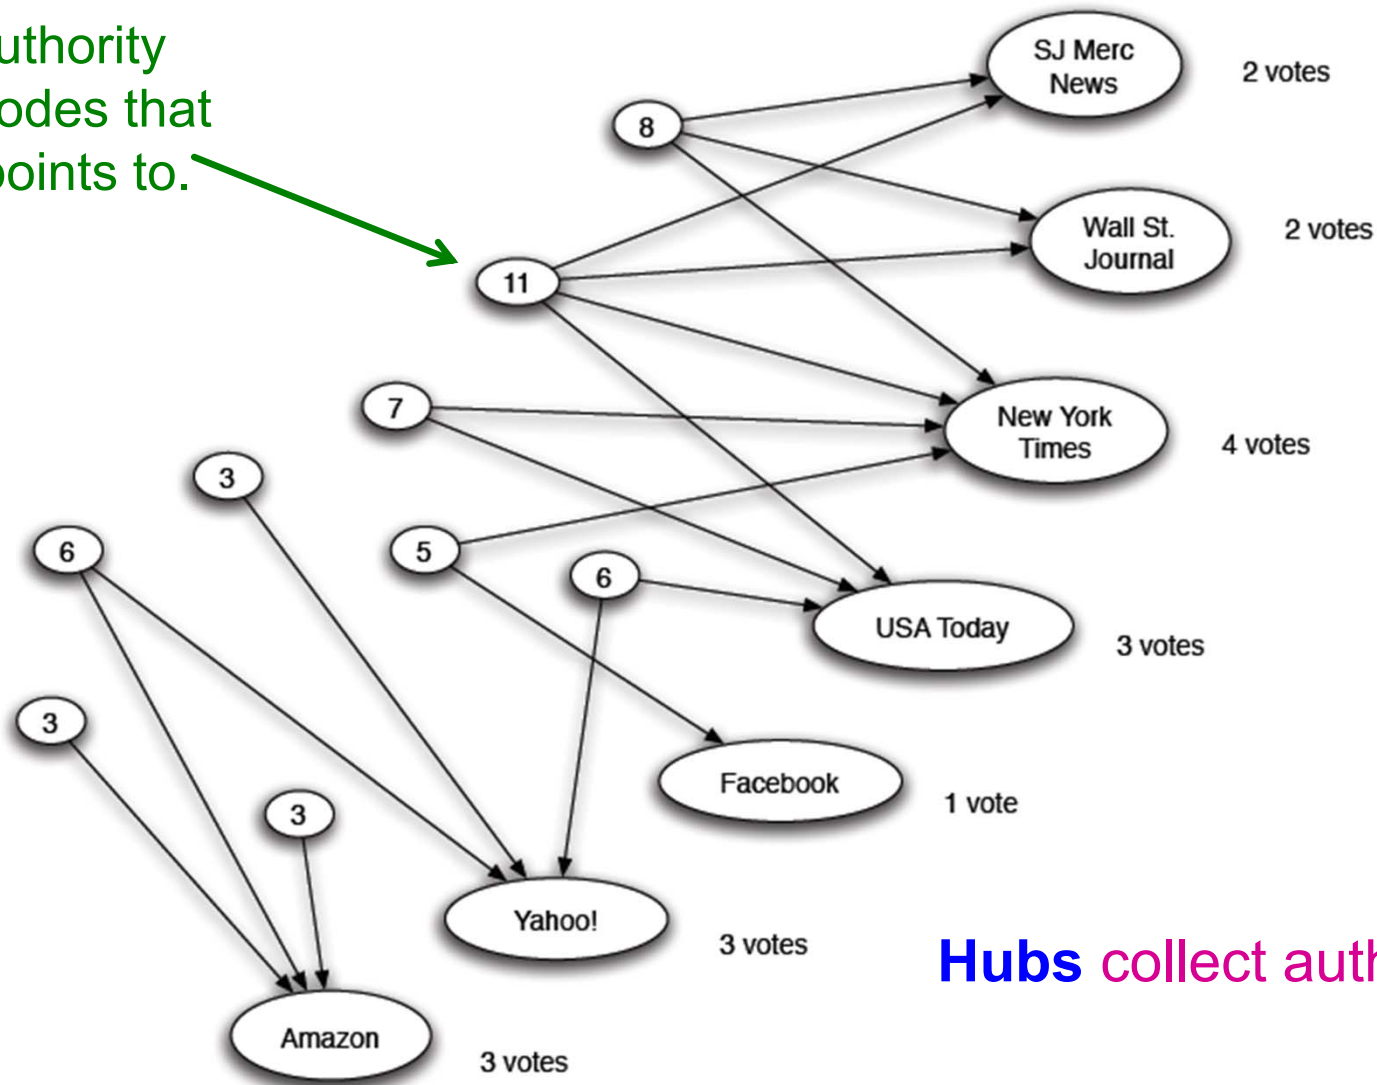 uthority
odes that
points to.
SJ Merc
News
2 votes
8
Wall St.
Journal
2 votes
11
7
New York
Times
4 votes
3
6
5
6
USA Today
3 votes
3
Facebook
1 vote
3
Yahoo!
3 votes
Hubs collect auth
Amazon
3 votes